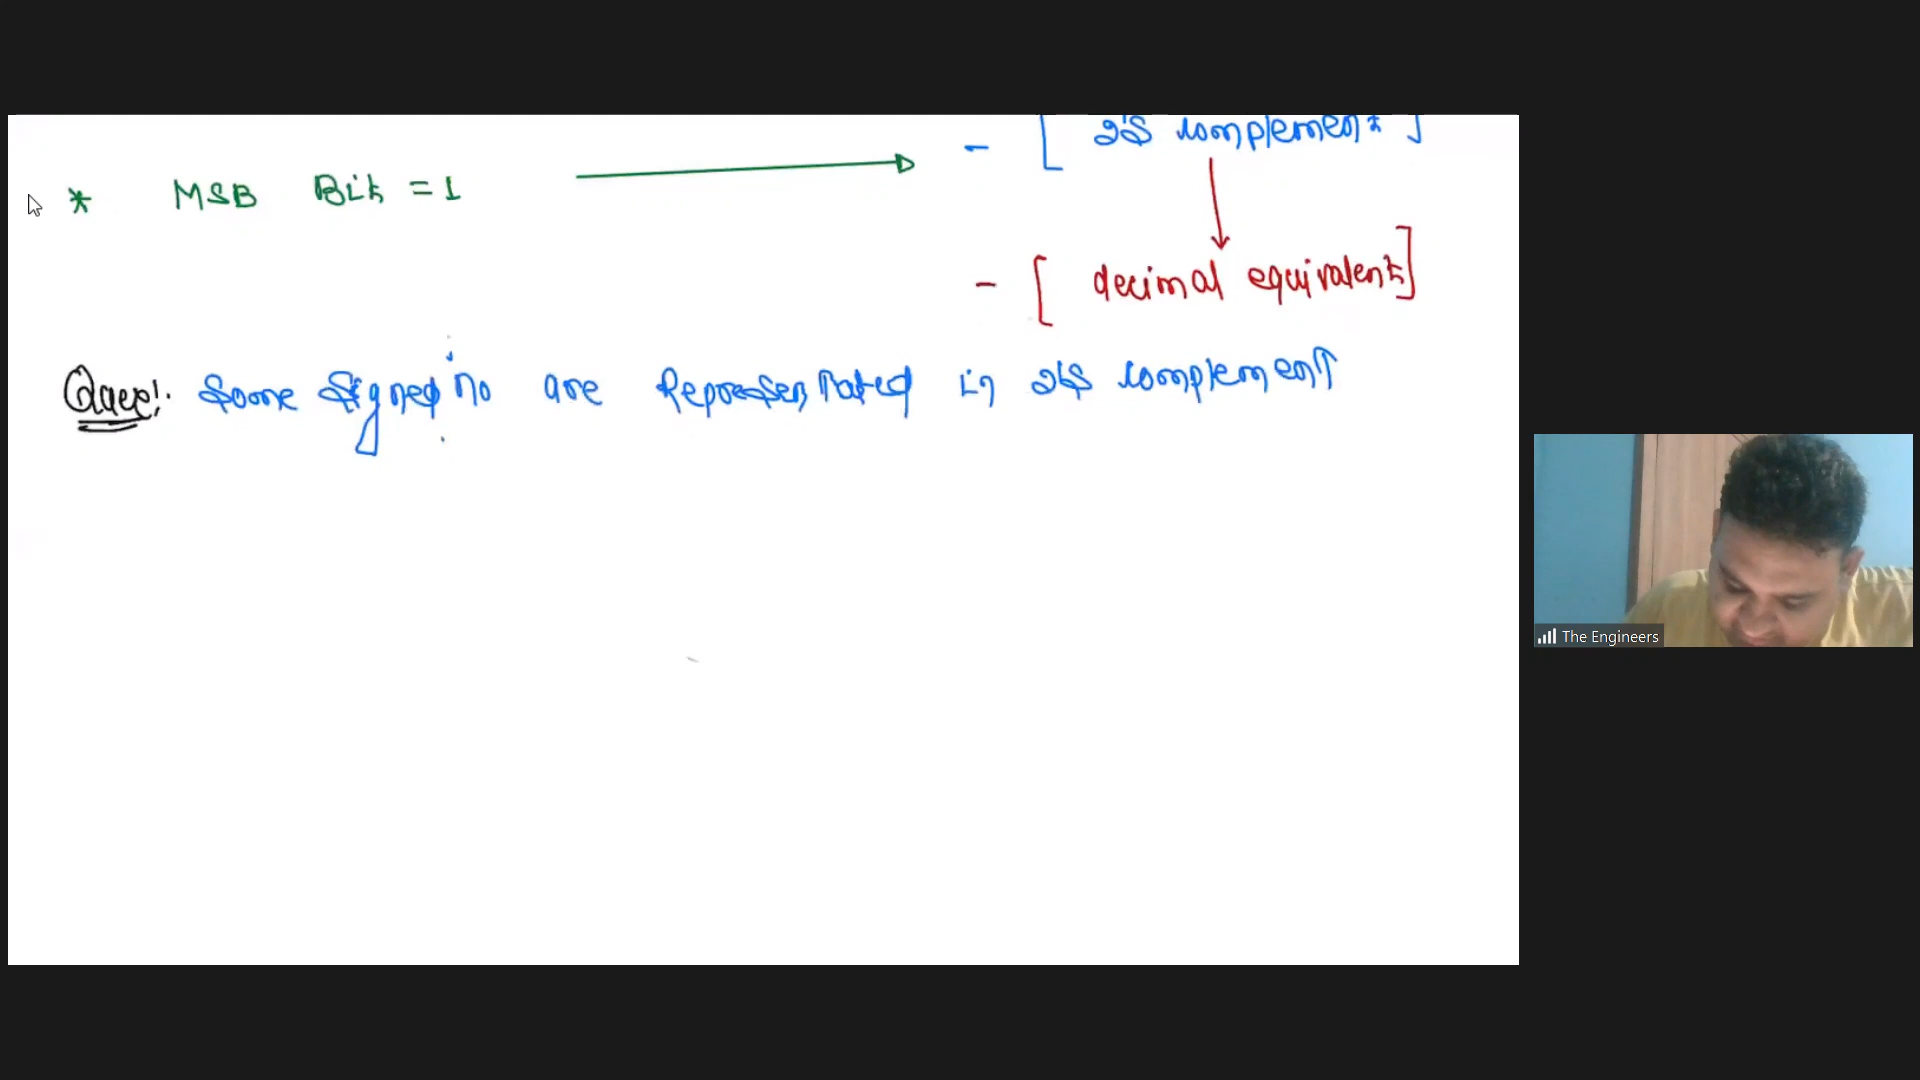 - [ 2's complement ]
* MSB Bit = 1
- [ decimal equivalent ]
Ques!. Some Signed no are Represented in 2's complement
The Engineers